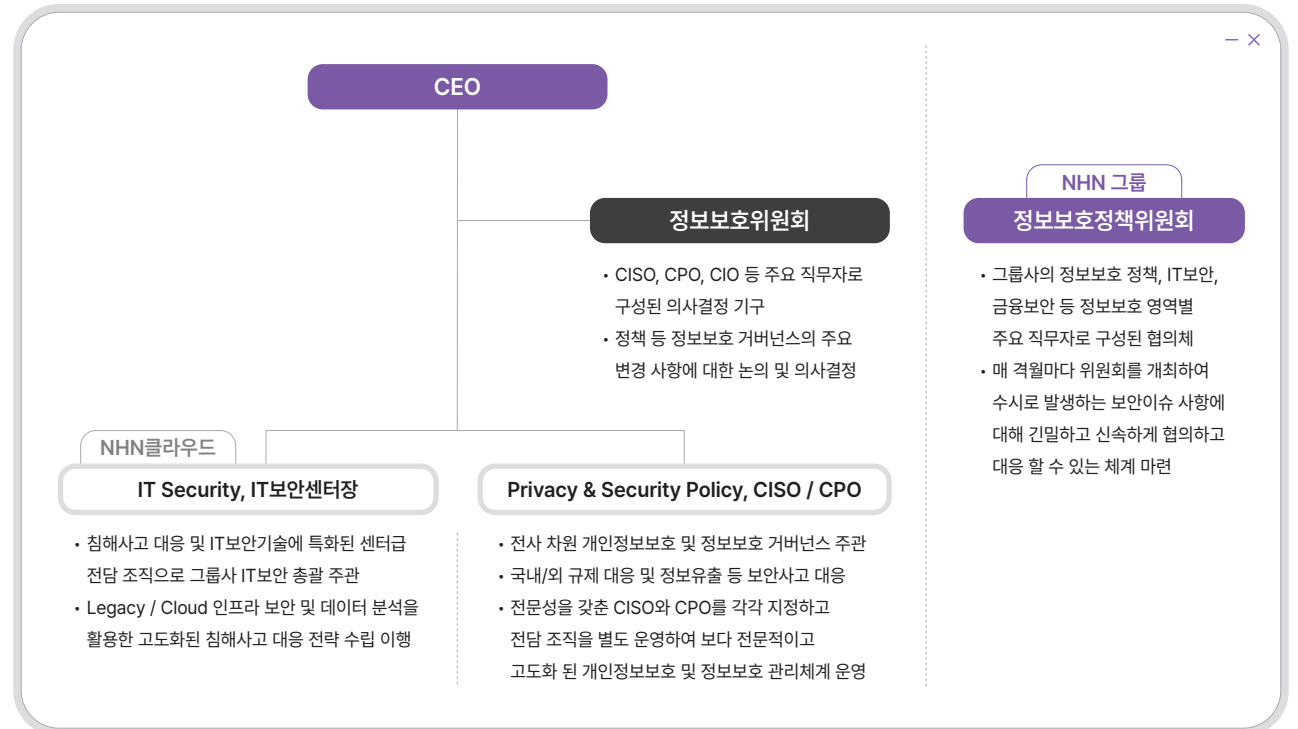 CEO
정보보호위원회
• CISO, CPO, CIO 등 주요 직무자로
구성된 의사결정 기구
• 정책 등 정보보호 거버넌스의 주요
변경 사항에 대한 논의 및 의사결정
NHN 그룹
정보보호정책위원회
• 그룹사의 정보보호 정책, IT보안,
금융보안 등 정보보호 영역별
주요 직무자로 구성된 협의체
• 매 격월마다 위원회를 개최하여
수시로 발생하는 보안이슈 사항에
대해 긴밀하고 신속하게 협의하고
대응 할 수 있는 체계 마련
NHN클라우드
IT Security, IT보안센터장
• 침해사고 대응 및 IT보안기술에 특화된 센터급
전담 조직으로 그룹사 IT보안 총괄 주관
• Legacy / Cloud 인프라 보안 및 데이터 분석을
활용한 고도화된 침해사고 대응 전략 수립 이행
Privacy & Security Policy, CISO / CPO
• 전사 차원 개인정보보호 및 정보보호 거버넌스 주관
• 국내/외 규제 대응 및 정보유출 등 보안사고 대응
• 전문성을 갖춘 CISO와 CPO를 각각 지정하고
전담 조직을 별도 운영하여 보다 전문적이고
고도화 된 개인정보보호 및 정보보호 관리체계 운영